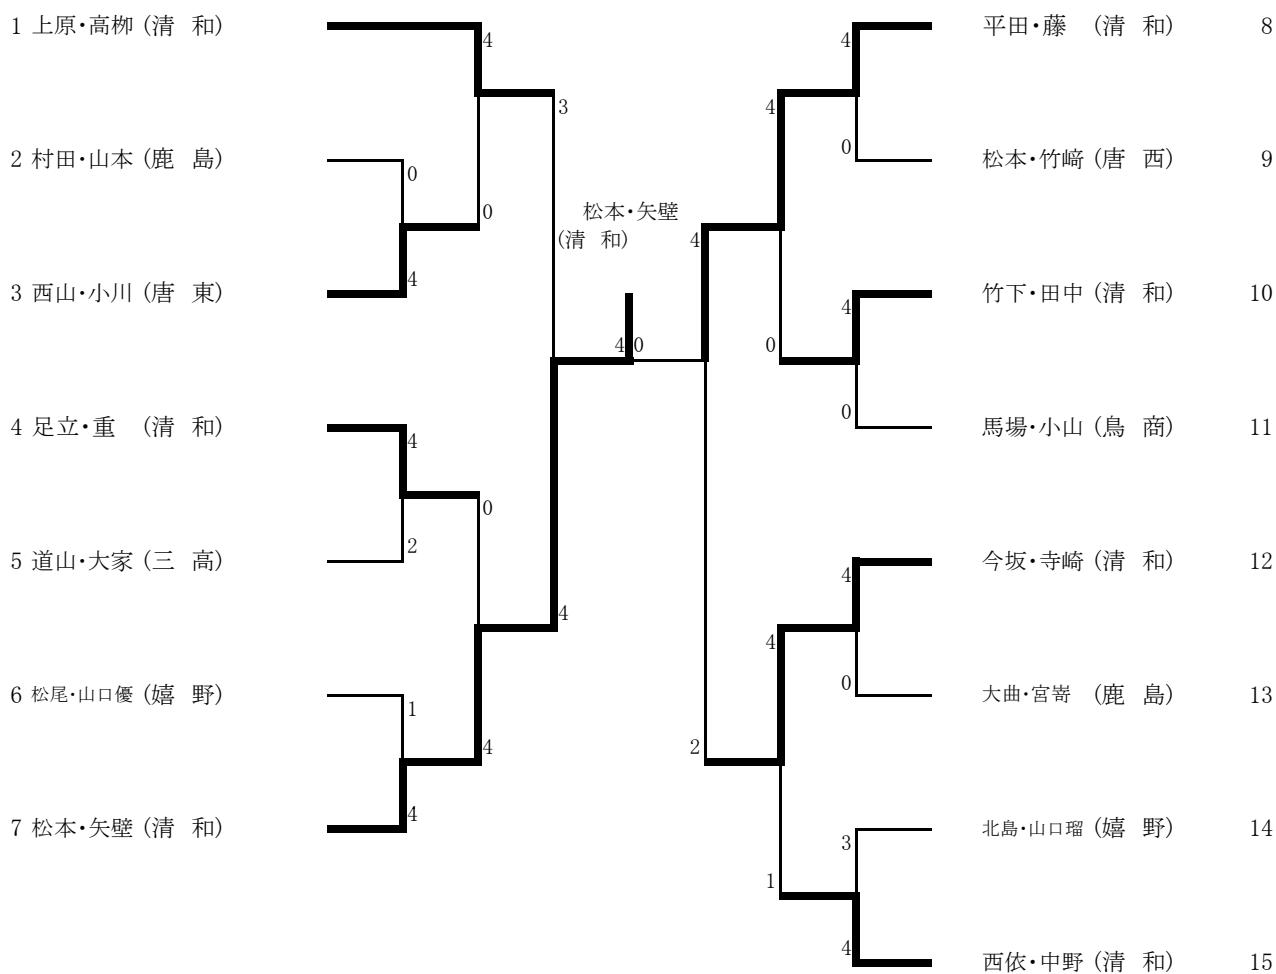 1 上原・高栁 (清 和)
2 村田・山本 (鹿 島)
3 西山・小川 (唐 東)
4 足立・重 (清 和)
5 道山・大家 (三 高)
6 松尾・山口優 (嬉 野)
7 松本・矢壁 (清 和)
4
0
4
0
3
4
2
0
1
4
4
4
松本・矢壁
(清 和)
4 0
4
2
4
0
4
1
4
0
4
0
4
0
3
4
平田・藤 (清 和) 8
松本・竹﨑 (唐 西) 9
竹下・田中 (清 和) 10
馬場・小山 (鳥 商) 11
今坂・寺崎 (清 和) 12
大曲・宮嵜 (鹿 島) 13
北島・山口瑠 (嬉 野) 14
西依・中野 (清 和) 15